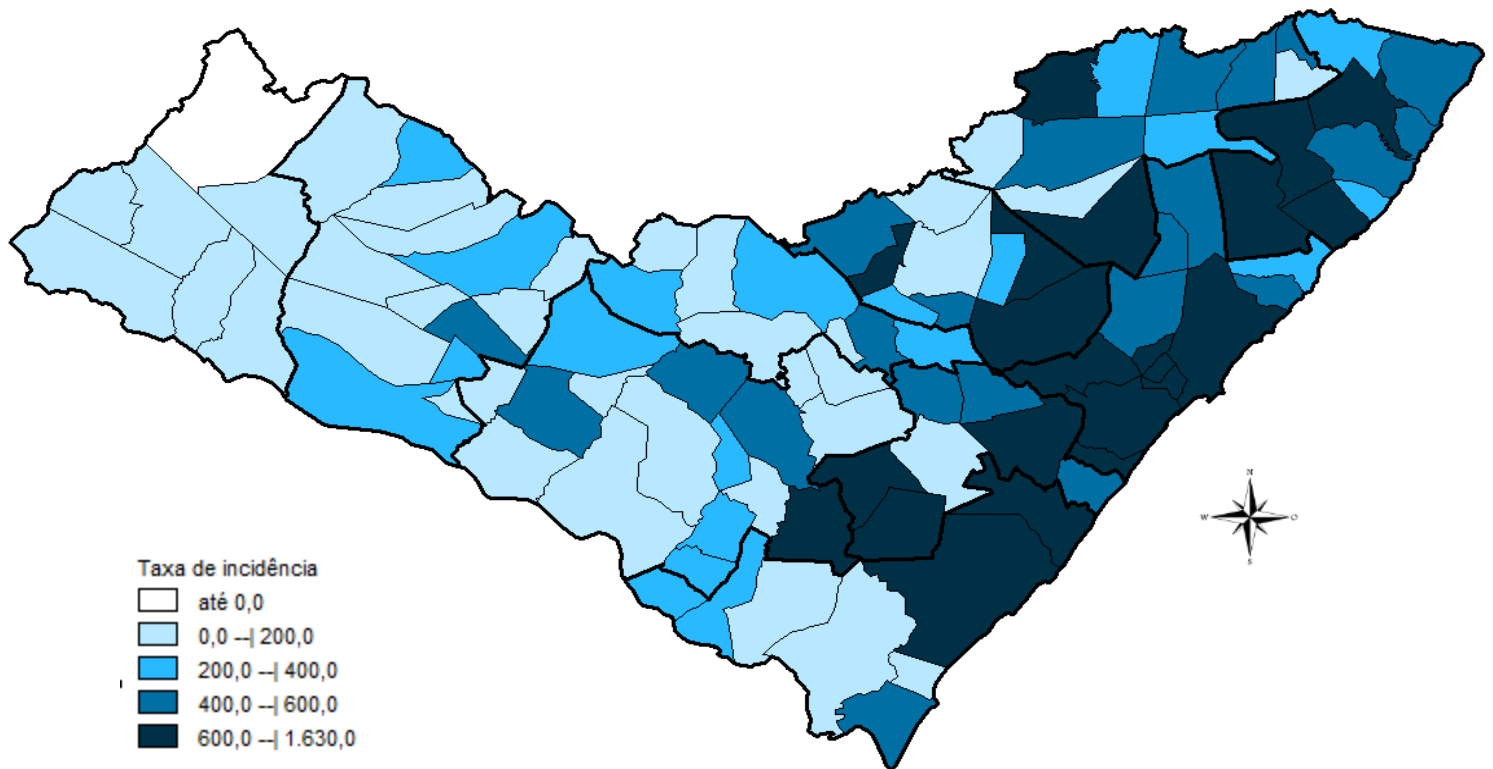 N
W O
S
Taxa de incidência
até 0,0
0,0 --| 200,0
200,0 --| 400,0
400,0 --| 600,0
600,0 --| 1.630,0